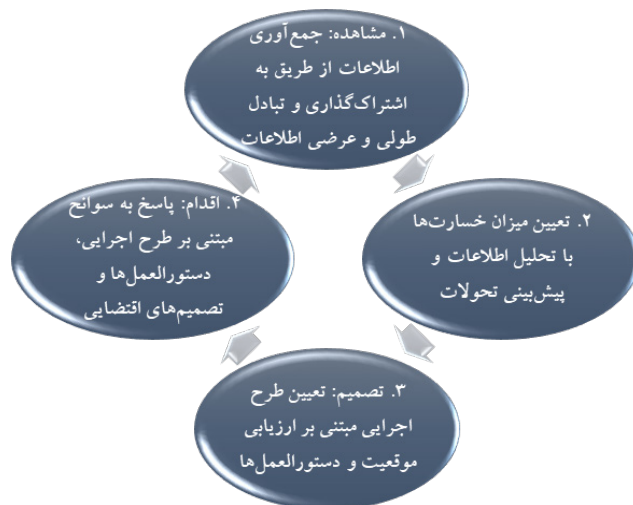 ۱. مشاهده: جمع‌آوری
اطلاعات از طریق به
اشتراک‌گذاری و تبادل
طولی و عرضی اطلاعات
۲. تعیین میزان خسارت‌ها
با تحلیل اطلاعات و
پیش‌بینی تحولات
۳. تصمیم: تعیین طرح
اجرایی مبتنی بر ارزیابی
موقعیت و دستورالعمل‌ها
۴. اقدام: پاسخ به سوانح
مبتنی بر طرح اجرایی،
دستورالعمل‌ها و
تصمیم‌های اقتضایی